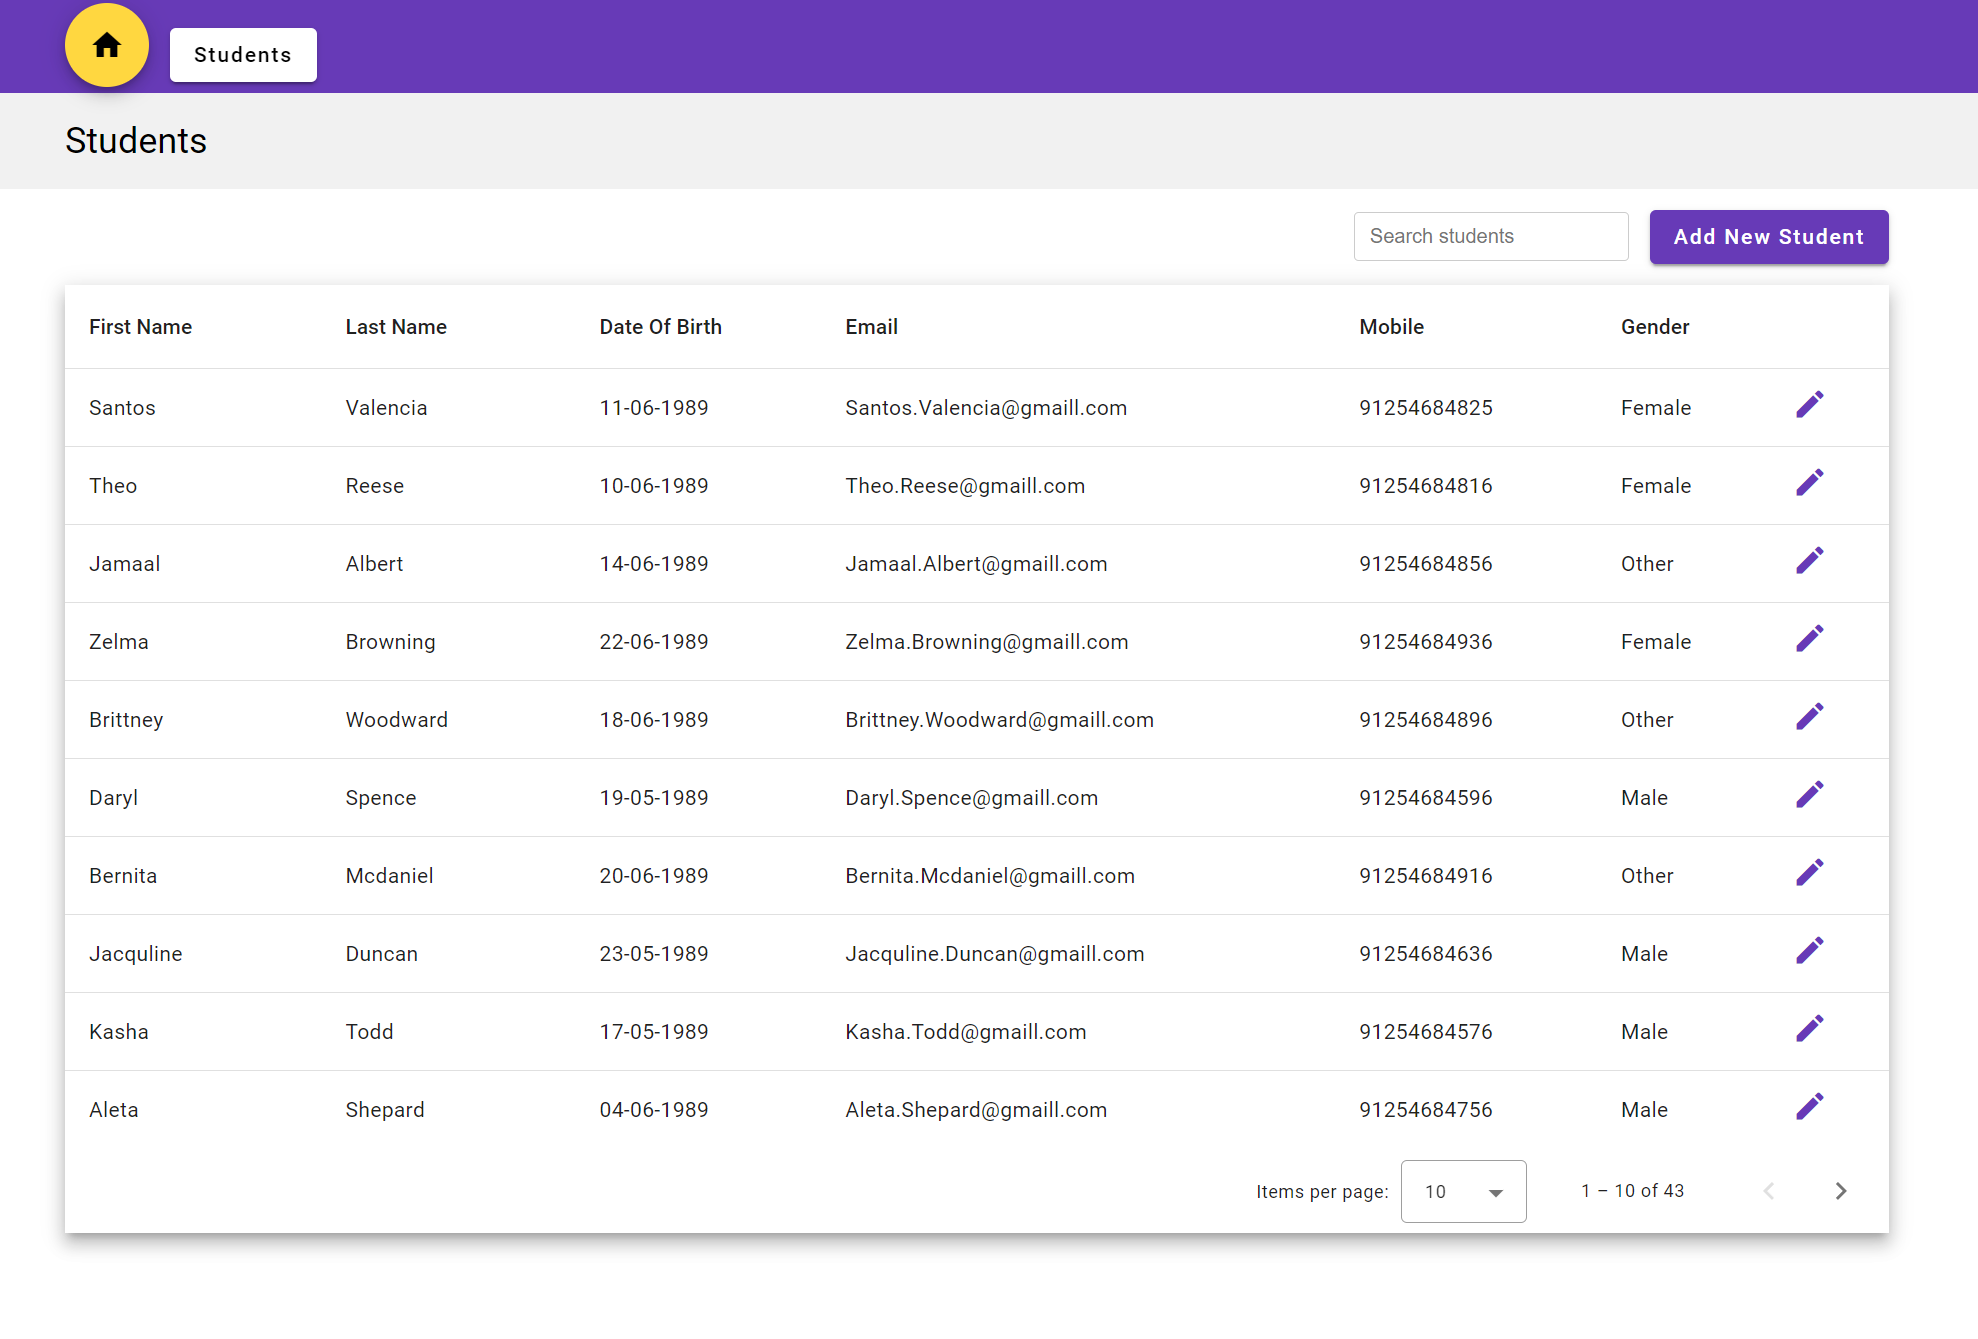 Students
Students
Search students Add New Student
First Name Last Name Date Of Birth Email Mobile Gender
Santos Valencia 11-06-1989 Santos.Valencia@gmaill.com 91254684825 Female
Theo Reese 10-06-1989 Theo.Reese@gmaill.com 91254684816 Female
Jamaal Albert 14-06-1989 Jamaal.Albert@gmaill.com 91254684856 Other
Zelma Browning 22-06-1989 Zelma.Browning@gmaill.com 91254684936 Female
Brittney Woodward 18-06-1989 Brittney.Woodward@gmaill.com 91254684896 Other
Daryl Spence 19-05-1989 Daryl.Spence@gmaill.com 91254684596 Male
Bernita Mcdaniel 20-06-1989 Bernita.Mcdaniel@gmaill.com 91254684916 Other
Jacquline Duncan 23-05-1989 Jacquline.Duncan@gmaill.com 91254684636 Male
Kasha Todd 17-05-1989 Kasha.Todd@gmaill.com 91254684576 Male
Aleta Shepard 04-06-1989 Aleta.Shepard@gmaill.com 91254684756 Male
Items per page: 10 1 – 10 of 43